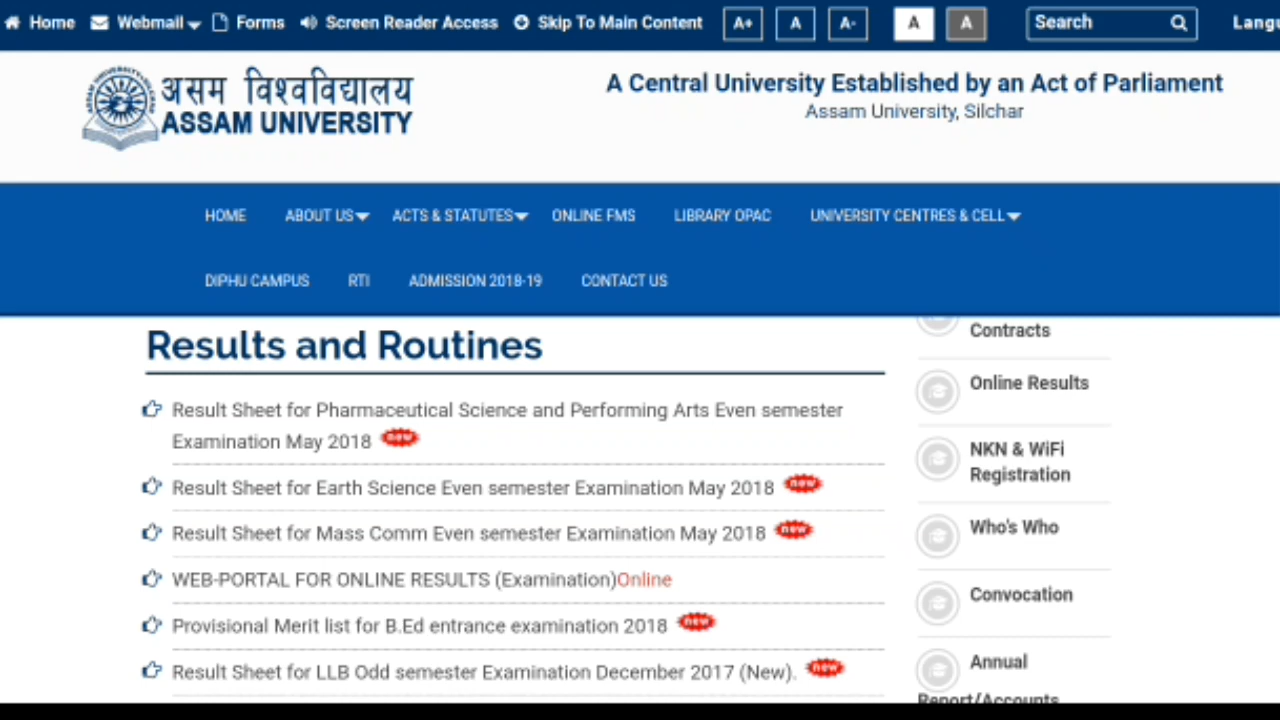 Home Webmail Forms Screen Reader Access Skip To Main Content A+ A A- A A Search
असम विश्वविद्यालय
ASSAM UNIVERSITY
A Central University Established by an Act of Parliament
Assam University, Silchar
HOME ABOUT US ACTS & STATUTES ONLINE FMS LIBRARY OPAC UNIVERSITY CENTRES & CELL
DIPHU CAMPUS RTI ADMISSION 2018-19 CONTACT US
Results and Routines
Result Sheet for Pharmaceutical Science and Performing Arts Even semester
Examination May 2018 new
Result Sheet for Earth Science Even semester Examination May 2018 new
Result Sheet for Mass Comm Even semester Examination May 2018 new
WEB-PORTAL FOR ONLINE RESULTS (Examination)Online
Provisional Merit list for B.Ed entrance examination 2018 new
Result Sheet for LLB Odd semester Examination December 2017 (New). new
Contracts
Online Results
NKN & WiFi
Registration
Who's Who
Convocation
Annual
Report/Accounts